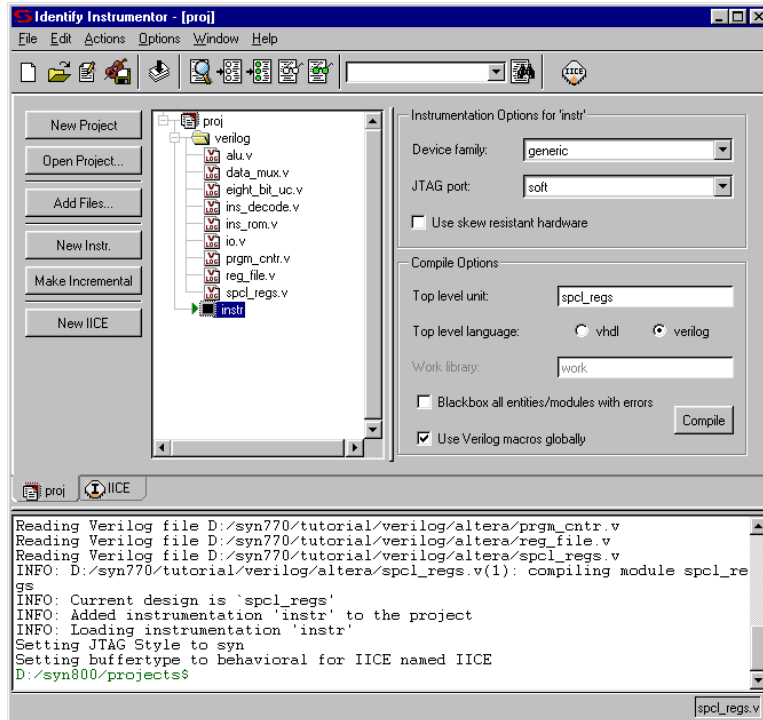 Identify Instrumentor - [proj]
File Edit Actions Options Window Help
IICE
New Project
Open Project...
Add Files...
New Instr.
Make Incremental
New IICE
proj
verilog
alu.v
data_mux.v
eight_bit_uc.v
ins_decode.v
ins_rom.v
io.v
prgm_cntr.v
reg_file.v
spcl_regs.v
instr
Instrumentation Options for 'instr'
Device family: generic
JTAG port: soft
Use skew resistant hardware
Compile Options
Top level unit: spcl_regs
Top level language: vhdl verilog
Work library: work
Blackbox all entities/modules with errors
Compile
Use Verilog macros globally
proj IICE
Reading Verilog file D:/syn770/tutorial/verilog/altera/prgm_cntr.v
Reading Verilog file D:/syn770/tutorial/verilog/altera/reg_file.v
Reading Verilog file D:/syn770/tutorial/verilog/altera/spcl_regs.v
INFO: D:/syn770/tutorial/verilog/altera/spcl_regs.v(1): compiling module spcl_re
gs
INFO: Current design is `spcl_regs'
INFO: Added instrumentation 'instr' to the project
INFO: Loading instrumentation 'instr'
Setting JTAG Style to syn
Setting buffertype to behavioral for IICE named IICE
D:/syn800/projects$
spcl_regs.v